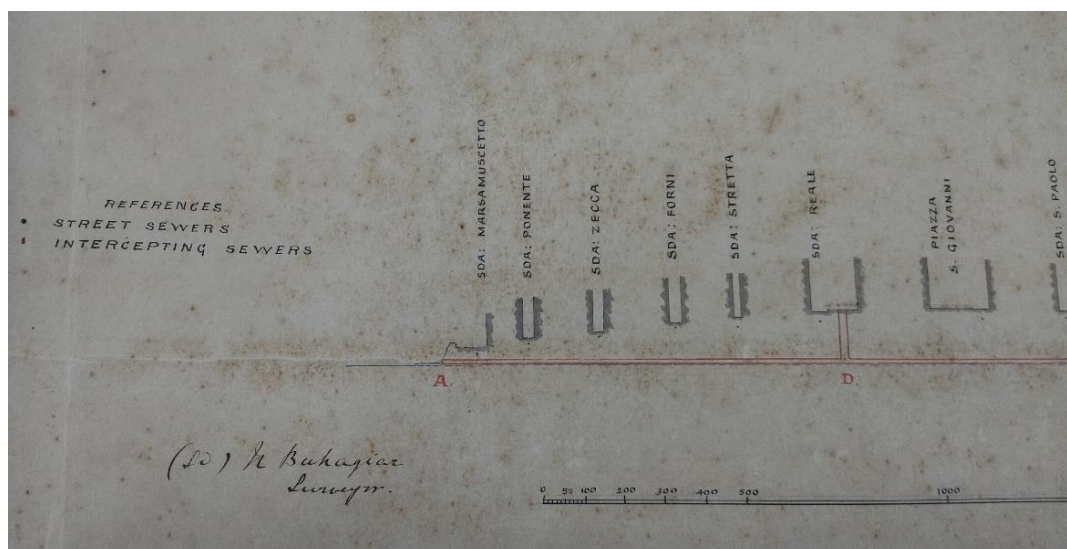 REFERENCES
STREET SEWERS
INTERCEPTING SEWERS
SDA: MARSAMUSCETTO
SDA: PONENTE
SDA: ZECCA
SDA: FORNI
SDA: STRETTA
SDA: REALE
PIAZZA
S. GIOVANNI
SDA: S. PAOLO
A.
D.
(Sd) N Buhagiar
Surveyor.
0 50 100 200 300 400 500 1000